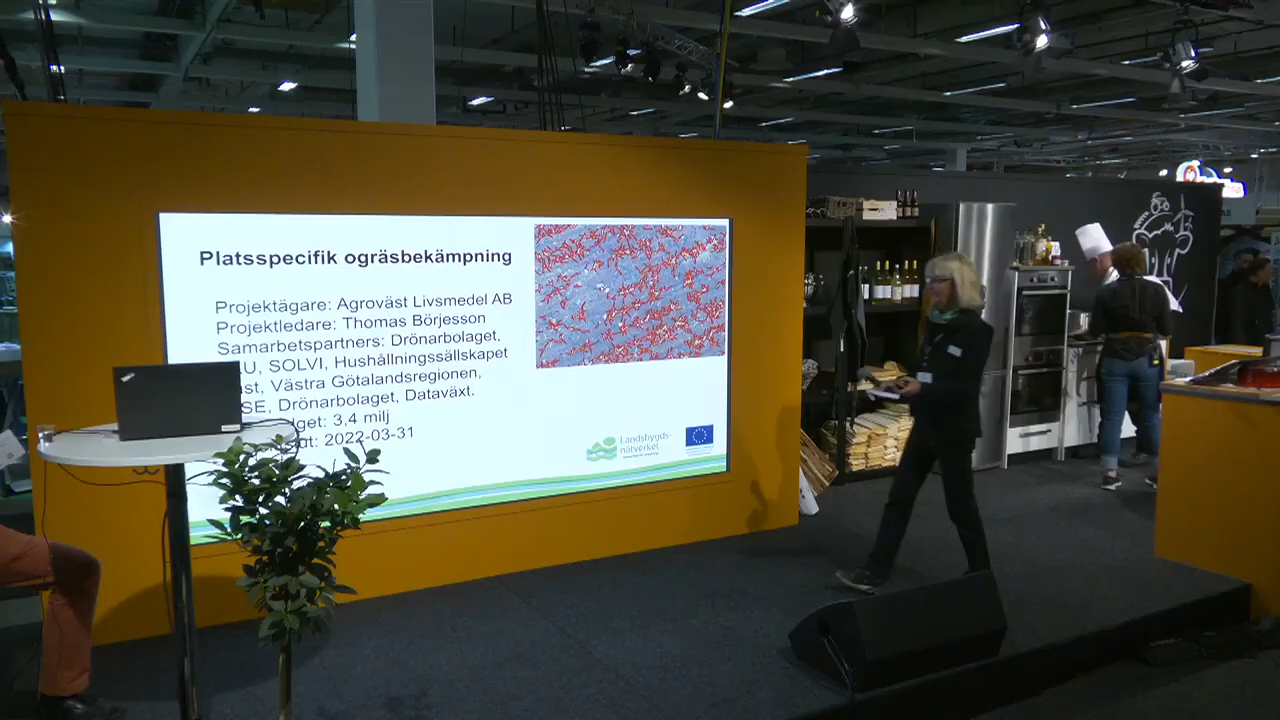 Platsspecifik ogräsbekämpning
Projektägare: Agroväst Livsmedel AB
Projektledare: Thomas Börjesson
Samarbetspartners: Drönarbolaget,
U, SOLVI, Hushållningssällskapet
st, Västra Götalandsregionen,
SE, Drönarbolaget, Dataväxt.
get: 3,4 milj
t: 2022-03-31
Landsbygds-
nätverket